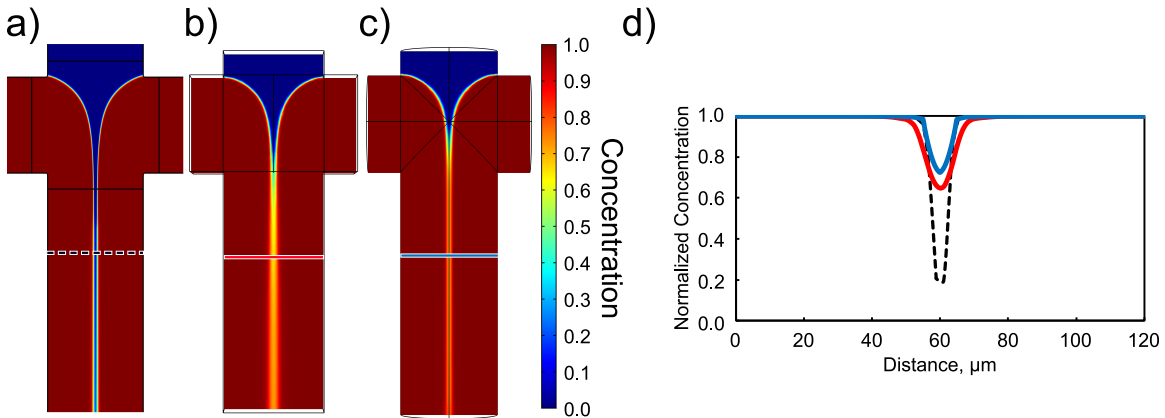 a)
b)
c)
d)
1.0
0.9
0.8
0.7
0.6
0.5
0.4
0.3
0.2
0.1
0.0
Concentration
Normalized Concentration
1.0
0.8
0.6
0.4
0.2
0.0
0 20 40 60 80 100 120
Distance, µm